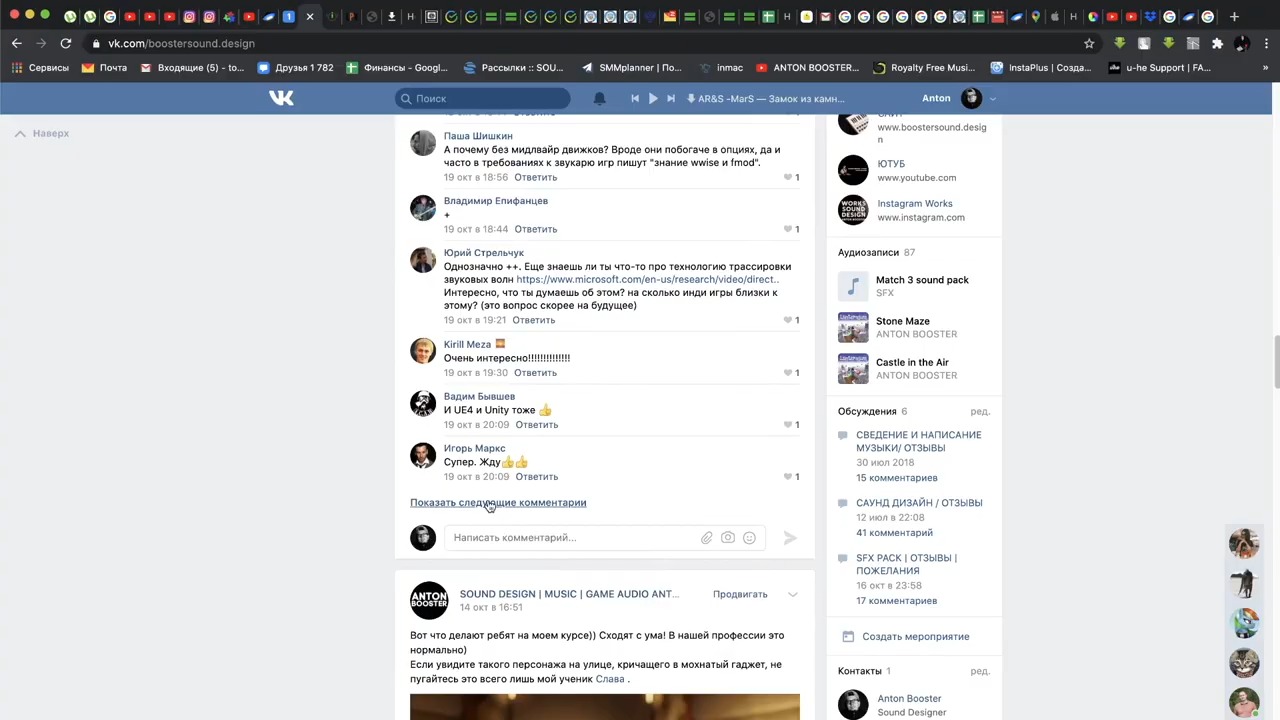 vk.com/boostersound.design
Сервисы
Почта
Входящие (5) - to...
Друзья 1 782
Финансы – Googl...
Рассылки :: SOU...
SMMplanner | По...
inmac
ANTON BOOSTER...
Royalty Free Musi...
InstaPlus | Созда...
u-he Support | FA...
»
Поиск
AR&S -MarS — Замок из камн...
Anton
Наверх
Паша Шишкин
А почему без мидлвайр движков? Вроде они побогаче в опциях, да и
часто в требованиях к звукарю игр пишут "знание wwise и fmod".
19 окт в 18:56 Ответить
1
Владимир Епифанцев
+
19 окт в 18:44 Ответить
1
Юрий Стрельчук
Однозначно ++. Еще знаешь ли ты что-то про технологию трассировки
звуковых волн https://www.microsoft.com/en-us/research/video/direct..
Интересно, что ты думаешь об этом? на сколько инди игры близки к
этому? (это вопрос скорее на будущее)
19 окт в 19:21 Ответить
1
Kirill Meza
Очень интересно!!!!!!!!!!!!!!
19 окт в 19:30 Ответить
1
Вадим Бывшев
И UE4 и Unity тоже 👍
19 окт в 20:09 Ответить
1
Игорь Маркс
Супер. Жду👍👍
19 окт в 20:09 Ответить
1
Показать следующие комментарии
Написать комментарий...
ANTON
BOOSTER
SOUND DESIGN | MUSIC | GAME AUDIO ANT...
14 окт в 16:51
Продвигать
Вот что делают ребят на моем курсе)) Сходят с ума! В нашей профессии это
нормально)
Если увидите такого персонажа на улице, кричащего в мохнатый гаджет, не
пугайтесь это всего лишь мой ученик Слава .
www.boostersound.desig
n
ЮТУБ
www.youtube.com
WORKS
SOUND
DESIGN
Instagram Works
www.instagram.com
Аудиозаписи 87
Match 3 sound pack
SFX
Stone Maze
ANTON BOOSTER
Castle in the Air
ANTON BOOSTER
Обсуждения 6
ред.
СВЕДЕНИЕ И НАПИСАНИЕ
МУЗЫКИ/ ОТЗЫВЫ
30 июл 2018
15 комментариев
САУНД ДИЗАЙН / ОТЗЫВЫ
12 июл в 22:08
41 комментарий
SFX PACK | ОТЗЫВЫ |
ПОЖЕЛАНИЯ
16 окт в 23:58
17 комментариев
Создать мероприятие
Контакты 1
ред.
Anton Booster
Sound Designer